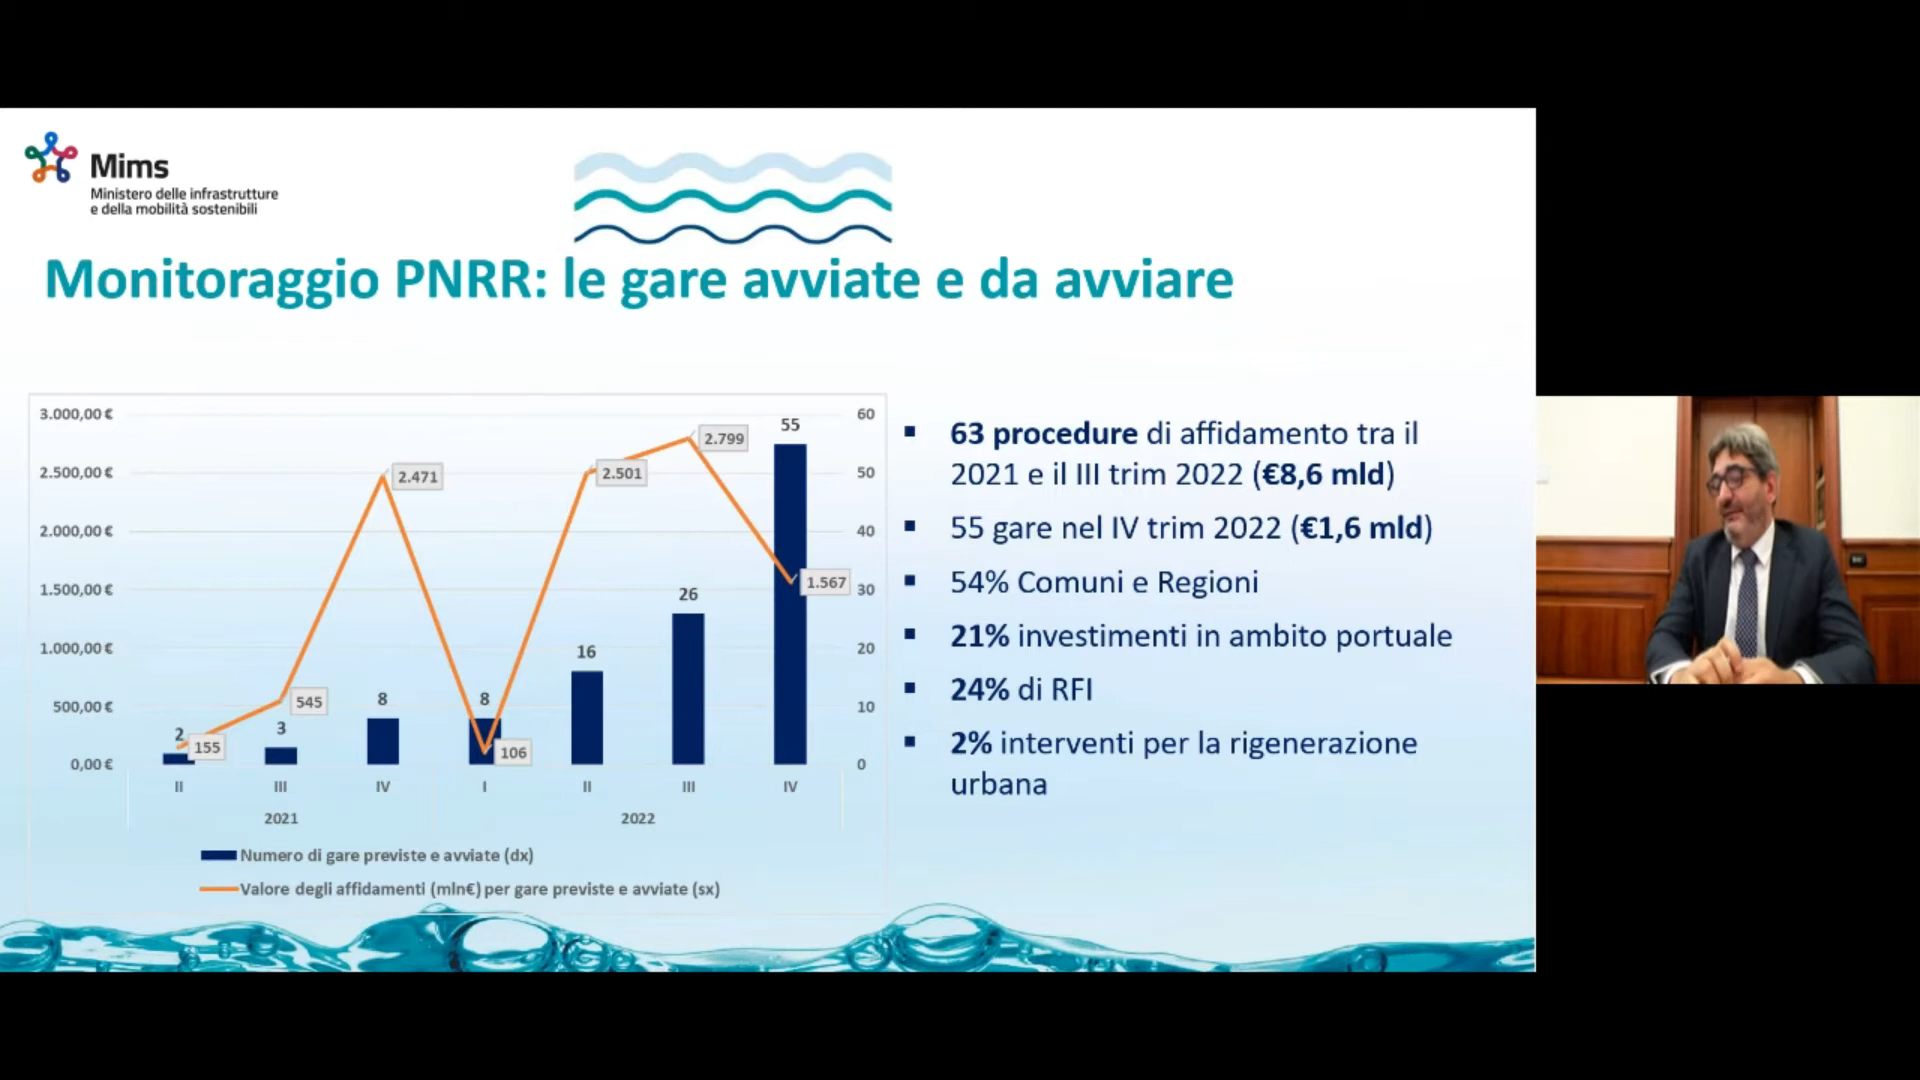 Mims
Ministero delle infrastrutture
e della mobilità sostenibili
Monitoraggio PNRR: le gare avviate e da avviare
3.000,00 €
2.500,00 €
2.000,00 €
1.500,00 €
1.000,00 €
500,00 €
0,00 €
60
50
40
30
20
10
0
2
3
8
8
16
26
55
155
545
2.471
106
2.501
2.799
1.567
II III IV I II III IV
2021 2022
Numero di gare previste e avviate (dx)
Valore degli affidamenti (mln€) per gare previste e avviate (sx)
▪ 63 procedure di affidamento tra il
2021 e il III trim 2022 (€8,6 mld)
▪ 55 gare nel IV trim 2022 (€1,6 mld)
▪ 54% Comuni e Regioni
▪ 21% investimenti in ambito portuale
▪ 24% di RFI
▪ 2% interventi per la rigenerazione
urbana